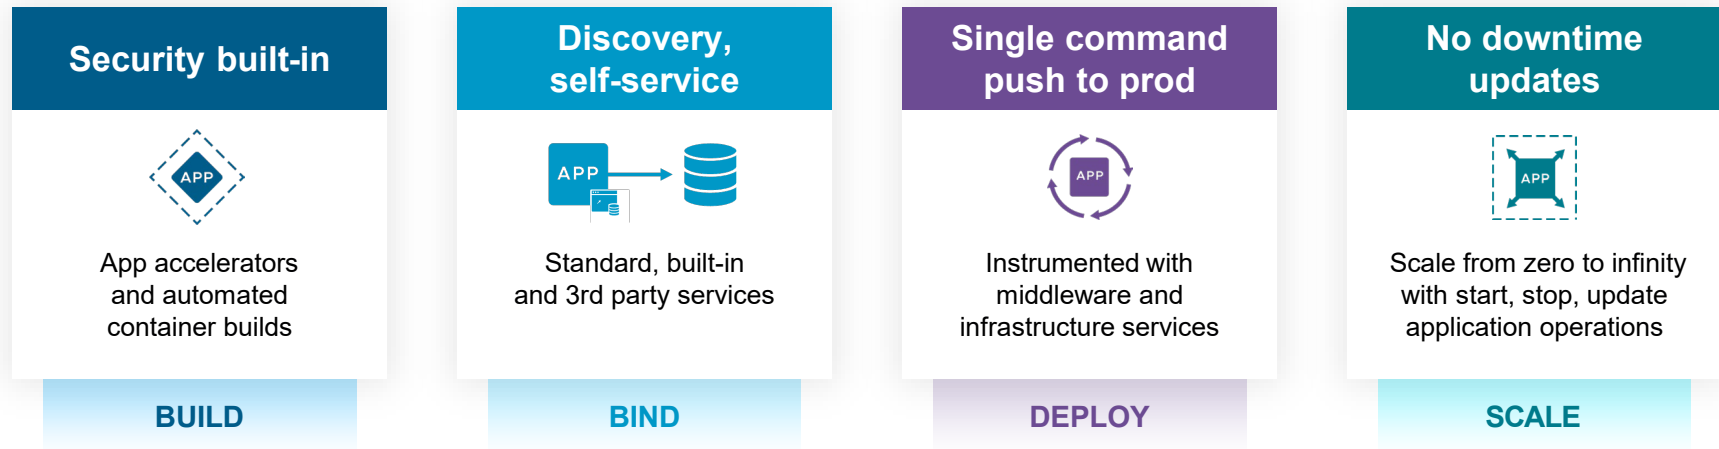 Security built-in
APP
App accelerators
and automated
container builds
BUILD
Discovery,
self-service
APP
Standard, built-in
and 3rd party services
BIND
Single command
push to prod
APP
Instrumented with
middleware and
infrastructure services
DEPLOY
No downtime
updates
APP
Scale from zero to infinity
with start, stop, update
application operations
SCALE